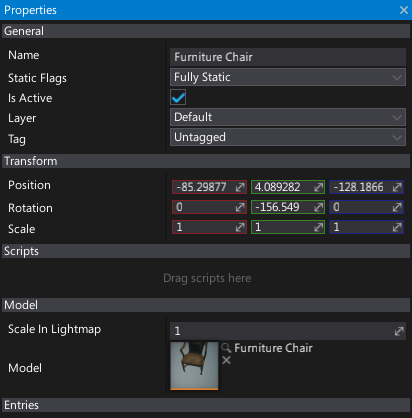 Properties
General
Name Furniture Chair
Static Flags Fully Static
Is Active
Layer Default
Tag Untagged
Transform
Position -85.29877 4.089282 -128.1866
Rotation 0 -156.549 0
Scale 1 1 1
Scripts
Drag scripts here
Model
Scale In Lightmap 1
Model Furniture Chair
Entries